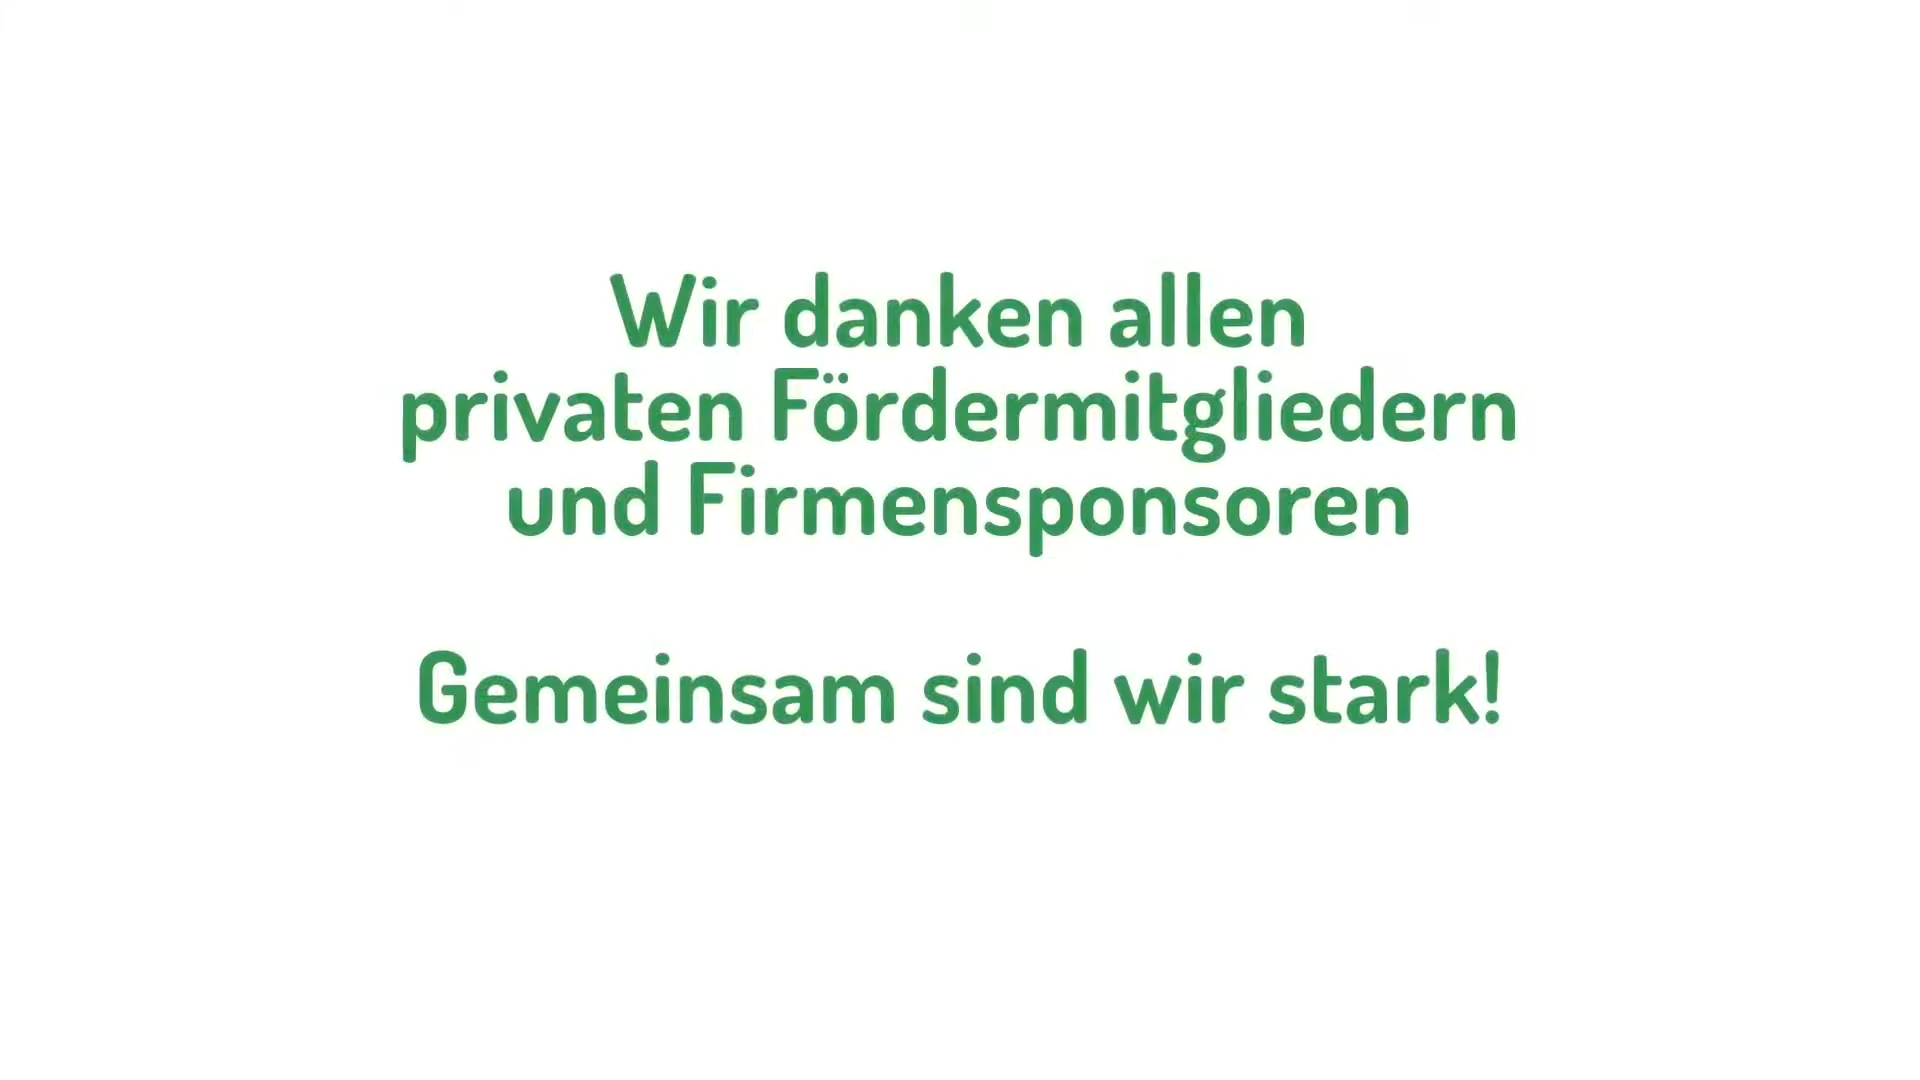 Wir danken allen
privaten Fördermitgliedern
und Firmensponsoren
Gemeinsam sind wir stark!